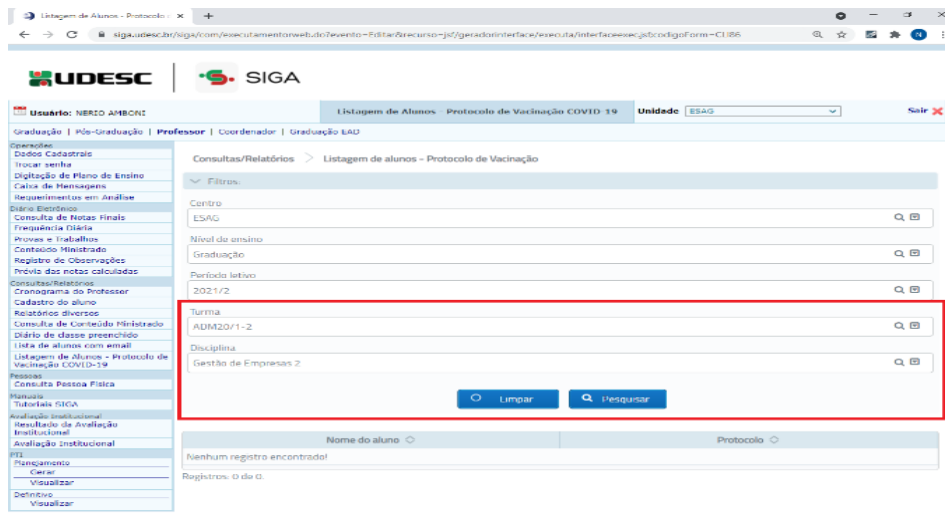 Listagem de Alunos - Protocolo
siga.udesc.br/siga/com/executamentorweb.do?evento=Editar&recurso=jsf/geradorinterface/executa/interfaceexec.jsbcodigoForm=CLI86
N
UDESC
SIGA
Usuário: NERIO AMBONI
Listagem de Alunos - Protocolo de Vacinação COVID-19
Unidade ESAG
Sair
Graduação | Pós-Graduação | Professor | Coordenador | Graduação EAD
Operações
Dados Cadastrais
Trocar senha
Digitação de Plano de Ensino
Caixa de Mensagens
Requerimentos em Análise
Diário Eletrônico
Consulta de Notas Finais
Frequência Diária
Provas e Trabalhos
Conteúdo Ministrado
Registro de Observações
Prévia das notas calculadas
Consultas/Relatórios
Cronograma do Professor
Cadastro do aluno
Relatórios diversos
Consulta de Conteúdo Ministrado
Diário de classe preenchido
Lista de alunos com email
Listagem de Alunos - Protocolo de
Vacinação COVID-19
Pessoas
Consulta Pessoa Física
Manuais
Tutoriais SIGA
Avaliação Institucional
Resultado da Avaliação
Institucional
Avaliação Institucional
PTI
Planejamento
Gerar
Visualizar
Definitivo
Visualizar
Consultas/Relatórios > Listagem de alunos - Protocolo de Vacinação
Filtros:
Centro
ESAG
Nível de ensino
Graduação
Período letivo
2021/2
Turma
ADM20/1-2
Disciplina
Gestão de Empresas 2
Limpar
Pesquisar
Nome do aluno
Protocolo
Nenhum registro encontrado!
Registros: 0 de 0.